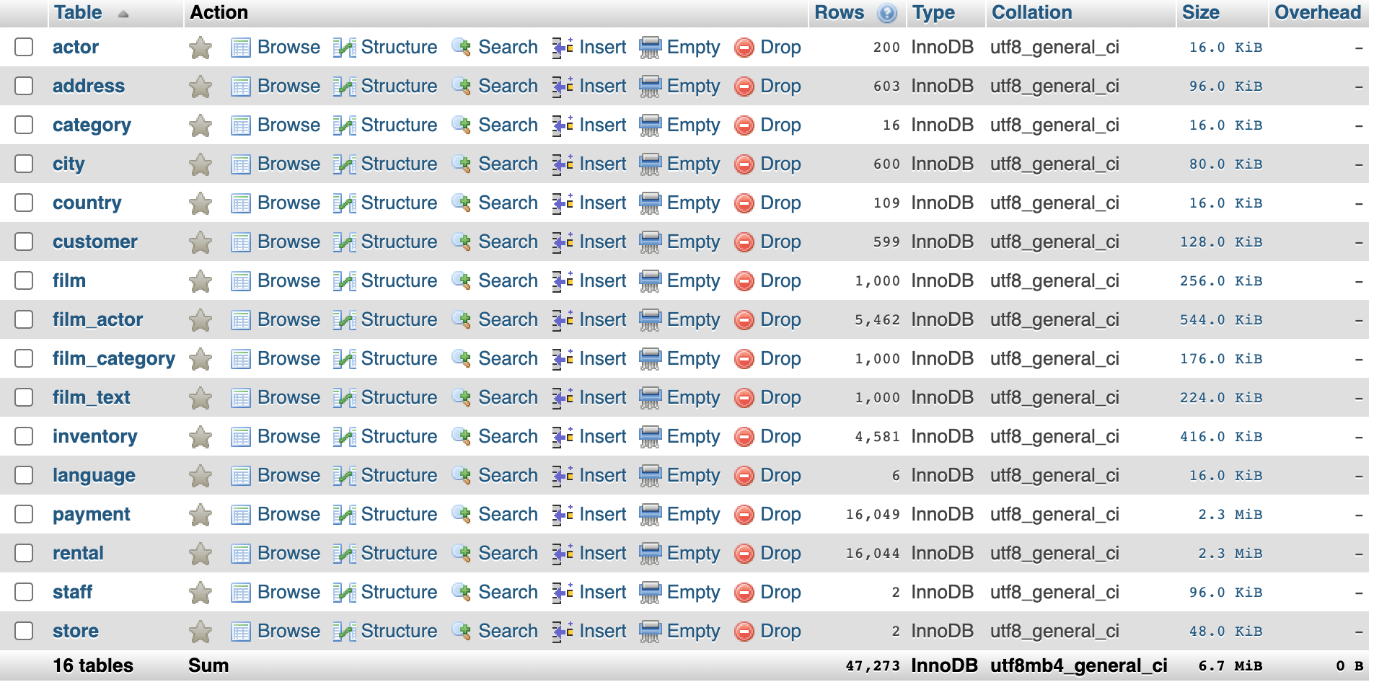 Table Action Rows Type Collation Size Overhead
actor Browse Structure Search Insert Empty Drop 200 InnoDB utf8_general_ci 16.0 KiB –
address Browse Structure Search Insert Empty Drop 603 InnoDB utf8_general_ci 96.0 KiB –
category Browse Structure Search Insert Empty Drop 16 InnoDB utf8_general_ci 16.0 KiB –
city Browse Structure Search Insert Empty Drop 600 InnoDB utf8_general_ci 80.0 KiB –
country Browse Structure Search Insert Empty Drop 109 InnoDB utf8_general_ci 16.0 KiB –
customer Browse Structure Search Insert Empty Drop 599 InnoDB utf8_general_ci 128.0 KiB –
film Browse Structure Search Insert Empty Drop 1,000 InnoDB utf8_general_ci 256.0 KiB –
film_actor Browse Structure Search Insert Empty Drop 5,462 InnoDB utf8_general_ci 544.0 KiB –
film_category Browse Structure Search Insert Empty Drop 1,000 InnoDB utf8_general_ci 176.0 KiB –
film_text Browse Structure Search Insert Empty Drop 1,000 InnoDB utf8_general_ci 224.0 KiB –
inventory Browse Structure Search Insert Empty Drop 4,581 InnoDB utf8_general_ci 416.0 KiB –
language Browse Structure Search Insert Empty Drop 6 InnoDB utf8_general_ci 16.0 KiB –
payment Browse Structure Search Insert Empty Drop 16,049 InnoDB utf8_general_ci 2.3 MiB –
rental Browse Structure Search Insert Empty Drop 16,044 InnoDB utf8_general_ci 2.3 MiB –
staff Browse Structure Search Insert Empty Drop 2 InnoDB utf8_general_ci 96.0 KiB –
store Browse Structure Search Insert Empty Drop 2 InnoDB utf8_general_ci 48.0 KiB –
16 tables Sum 47,273 InnoDB utf8mb4_general_ci 6.7 MiB 0 B